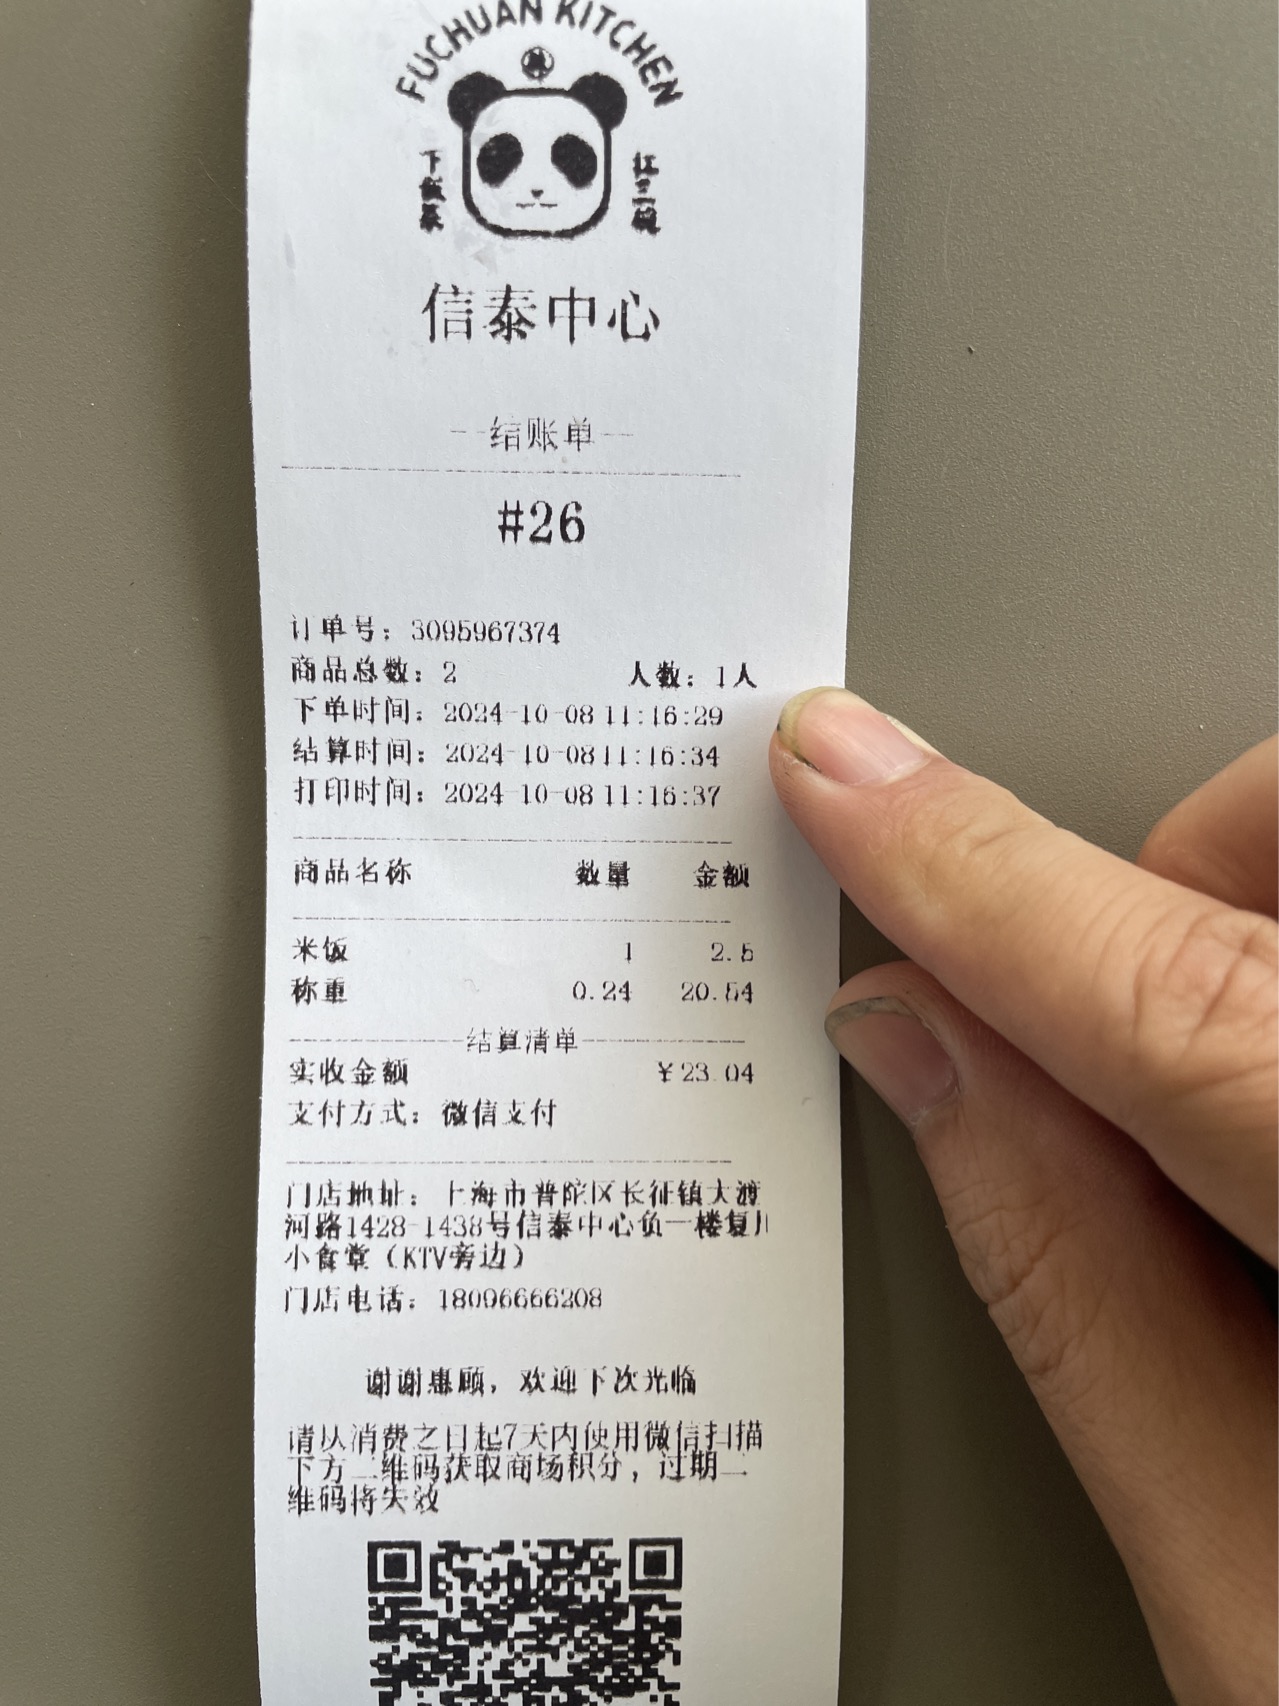 FUCHUAN KITCHEN
下饭菜
扛三碗
信泰中心
--结账单--
#26
订单号：3095967374
商品总数：2 人数：1人
下单时间：2024-10-08 11:16:29
结算时间：2024-10-08 11:16:34
打印时间：2024-10-08 11:16:37
商品名称 数量 金额
米饭 1 2.5
称重 0.24 20.54
结算清单
实收金额 ¥23.04
支付方式：微信支付
门店地址：上海市普陀区长征镇大渡
河路1428-1438号信泰中心负一楼复川
小食堂（KTV旁边）
门店电话：18096666208
谢谢惠顾，欢迎下次光临
请以消费之日起7天内使用微信扫描
下方二维码获取商场积分，过期二
维码将失效